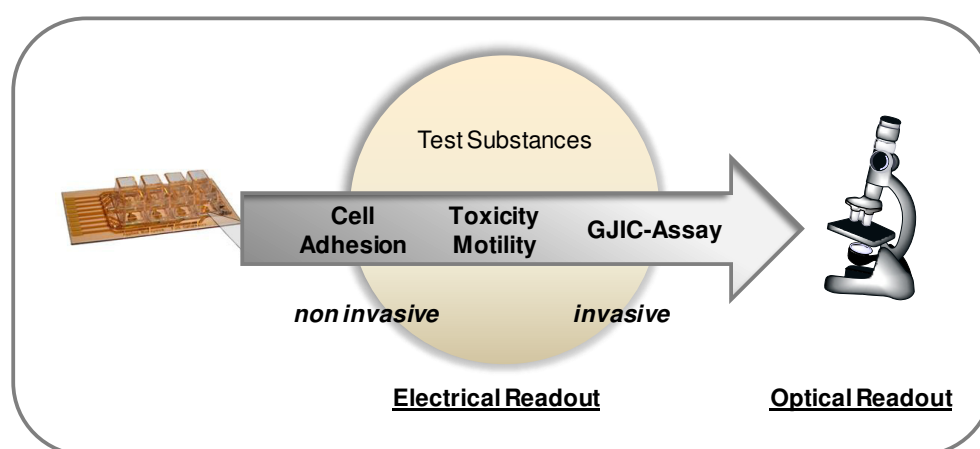 Test Substances
Cell
Adhesion
Toxicity
Motility
GJIC-Assay
non invasive
invasive
Electrical Readout
Optical Readout